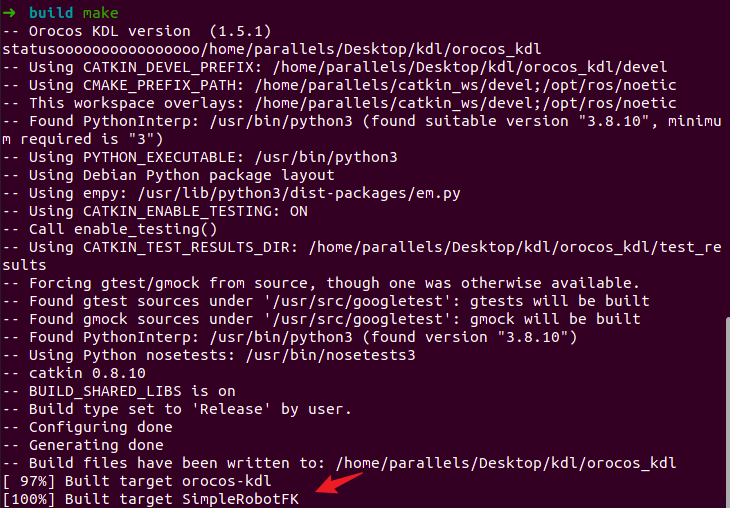 ➜ build make
-- Orocos KDL version (1.5.1)
statusoooooooooooooooo/home/parallels/Desktop/kdl/orocos_kdl
-- Using CATKIN_DEVEL_PREFIX: /home/parallels/Desktop/kdl/orocos_kdl/devel
-- Using CMAKE_PREFIX_PATH: /home/parallels/catkin_ws/devel;/opt/ros/noetic
-- This workspace overlays: /home/parallels/catkin_ws/devel;/opt/ros/noetic
-- Found PythonInterp: /usr/bin/python3 (found suitable version "3.8.10", minimu
m required is "3")
-- Using PYTHON_EXECUTABLE: /usr/bin/python3
-- Using Debian Python package layout
-- Using empy: /usr/lib/python3/dist-packages/em.py
-- Using CATKIN_ENABLE_TESTING: ON
-- Call enable_testing()
-- Using CATKIN_TEST_RESULTS_DIR: /home/parallels/Desktop/kdl/orocos_kdl/test_re
sults
-- Forcing gtest/gmock from source, though one was otherwise available.
-- Found gtest sources under '/usr/src/googletest': gtests will be built
-- Found gmock sources under '/usr/src/googletest': gmock will be built
-- Found PythonInterp: /usr/bin/python3 (found version "3.8.10")
-- Using Python nosetests: /usr/bin/nosetests3
-- catkin 0.8.10
-- BUILD_SHARED_LIBS is on
-- Build type set to 'Release' by user.
-- Configuring done
-- Generating done
-- Build files have been written to: /home/parallels/Desktop/kdl/orocos_kdl
[ 97%] Built target orocos-kdl
[100%] Built target SimpleRobotFK